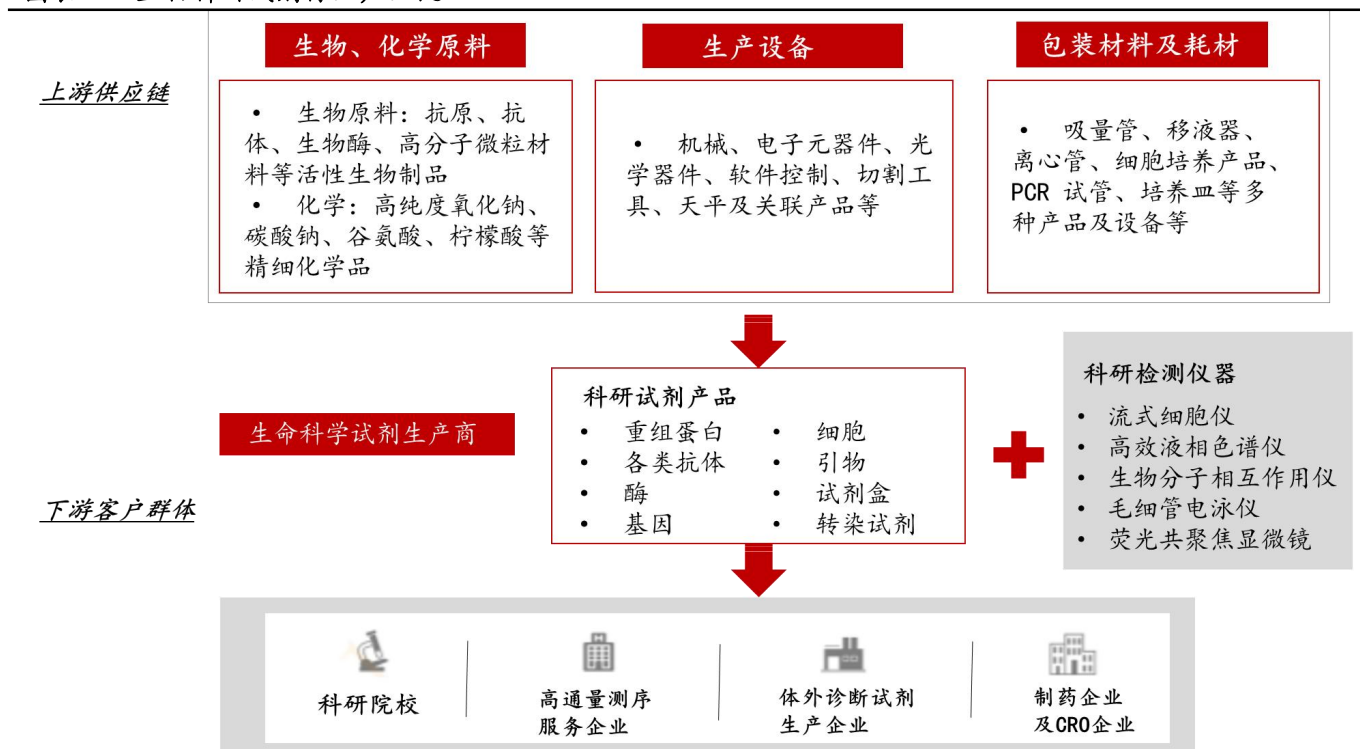 生物、化学原料
生产设备
包装材料及耗材
上游供应链
• 生物原料：抗原、抗
体、生物酶、高分子微粒材
料等活性生物制品
• 化学：高纯度氧化钠、
碳酸钠、谷氨酸、柠檬酸等
精细化学品
• 机械、电子元器件、光
学器件、软件控制、切割工
具、天平及关联产品等
• 吸量管、移液器、
离心管、细胞培养产品、
PCR 试管、培养皿等多
种产品及设备等
生命科学试剂生产商
科研试剂产品
• 重组蛋白
• 各类抗体
• 酶
• 基因
• 细胞
• 引物
• 试剂盒
• 转染试剂
科研检测仪器
• 流式细胞仪
• 高效液相色谱仪
• 生物分子相互作用仪
• 毛细管电泳仪
• 荧光共聚焦显微镜
下游客户群体
科研院校
高通量测序
服务企业
体外诊断试剂
生产企业
制药企业
及CRO企业